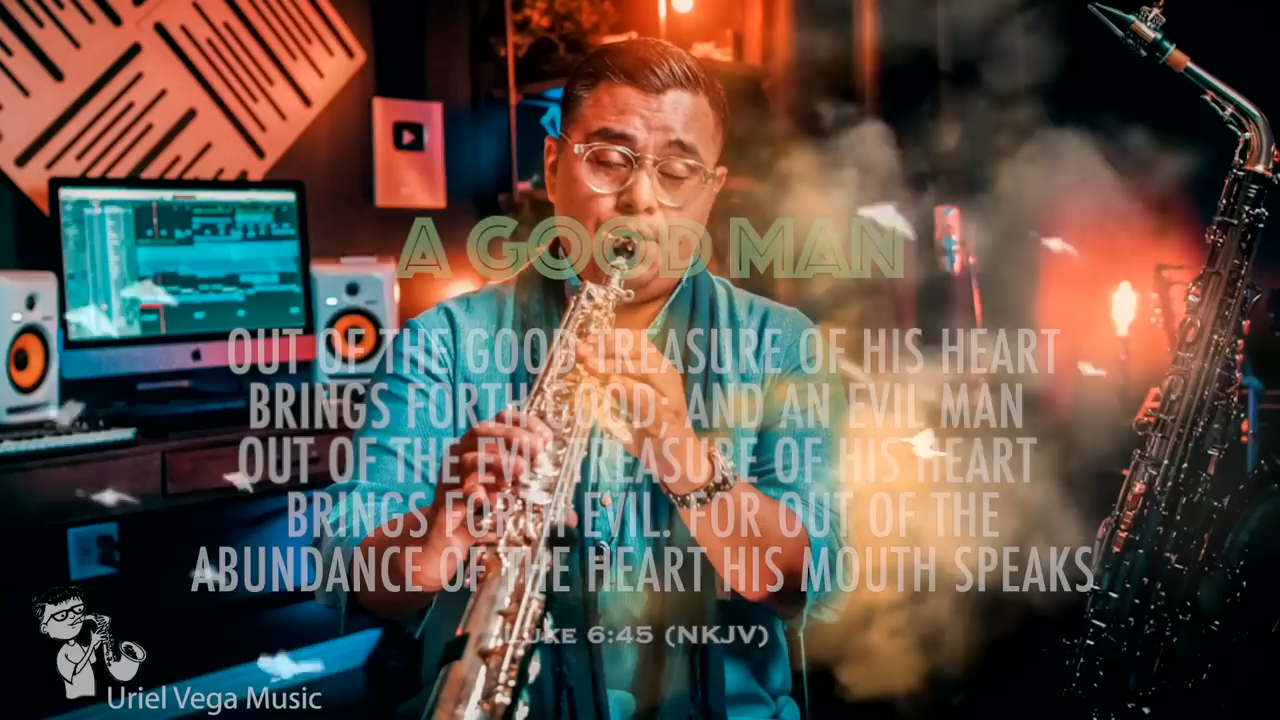 A GOOD MAN
OUT OF THE GOOD TREASURE OF HIS HEART
BRINGS FORTH GOOD; AND AN EVIL MAN
OUT OF THE EVIL TREASURE OF HIS HEART
BRINGS FORTH EVIL. FOR OUT OF THE
ABUNDANCE OF THE HEART HIS MOUTH SPEAKS
LUKE 6:45 (NKJV)
Uriel Vega Music